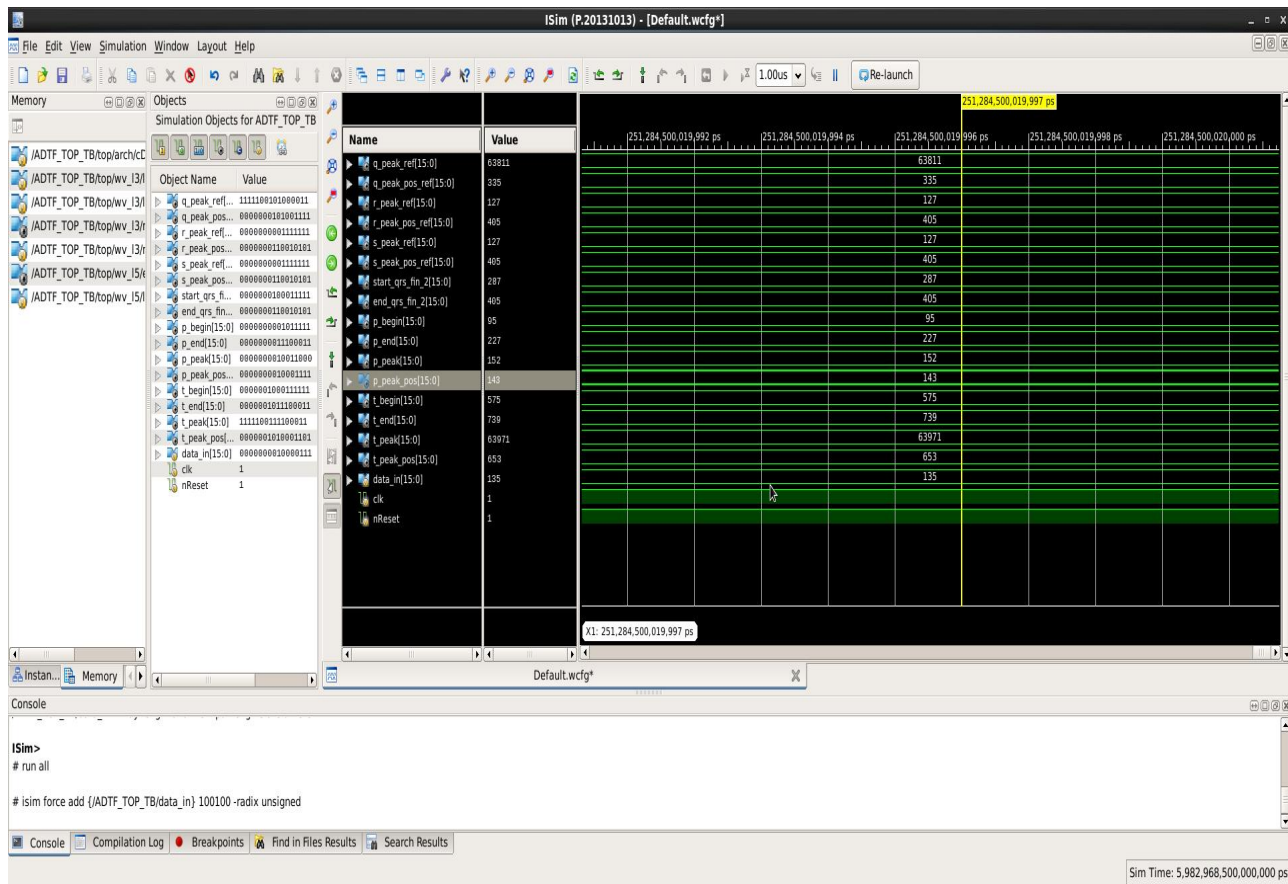 ISim (P.20131013) - [Default.wcfg*]
File Edit View Simulation Window Layout Help
1.00us
Re-launch
Memory
/ADTF_TOP_TB/top/arch/cD
/ADTF_TOP_TB/top/wv_l3/l
/ADTF_TOP_TB/top/wv_l3/l
/ADTF_TOP_TB/top/wv_l3/r
/ADTF_TOP_TB/top/wv_l3/r
/ADTF_TOP_TB/top/wv_l5/e
/ADTF_TOP_TB/top/wv_l5/l
Instan... Memory
Objects
Simulation Objects for ADTF_TOP_TB
Object Name Value
q_peak_ref[... 1111100101000011
q_peak_pos... 0000000101001111
r_peak_ref[... 0000000001111111
r_peak_pos... 0000000110010101
s_peak_ref[... 0000000001111111
s_peak_pos... 0000000110010101
start_qrs_fi... 0000000100011111
end_qrs_fin... 0000000110010101
p_begin[15:0] 0000000001011111
p_end[15:0] 0000000011100011
p_peak[15:0] 0000000010011000
p_peak_pos... 0000000010001111
t_begin[15:0] 0000001000111111
t_end[15:0] 0000001011100011
t_peak[15:0] 1111100111100011
t_peak_pos[... 0000001010001101
data_in[15:0] 0000000010000111
clk 1
nReset 1
251,284,500,019,997 ps
Name Value
251,284,500,019,992 ps 251,284,500,019,994 ps 251,284,500,019,996 ps 251,284,500,019,998 ps 251,284,500,020,000 ps
q_peak_ref[15:0] 63811 63811
q_peak_pos_ref[15:0] 335 335
r_peak_ref[15:0] 127 127
r_peak_pos_ref[15:0] 405 405
s_peak_ref[15:0] 127 127
s_peak_pos_ref[15:0] 405 405
start_qrs_fin_2[15:0] 287 287
end_qrs_fin_2[15:0] 405 405
p_begin[15:0] 95 95
p_end[15:0] 227 227
p_peak[15:0] 152 152
p_peak_pos[15:0] 143 143
t_begin[15:0] 575 575
t_end[15:0] 739 739
t_peak[15:0] 63971 63971
t_peak_pos[15:0] 653 653
data_in[15:0] 135 135
clk 1
nReset 1
X1: 251,284,500,019,997 ps
Default.wcfg*
Console
ISim>
# run all
# isim force add {/ADTF_TOP_TB/data_in} 100100 -radix unsigned
Console Compilation Log Breakpoints Find in Files Results Search Results
Sim Time: 5,982,968,500,000,000 ps